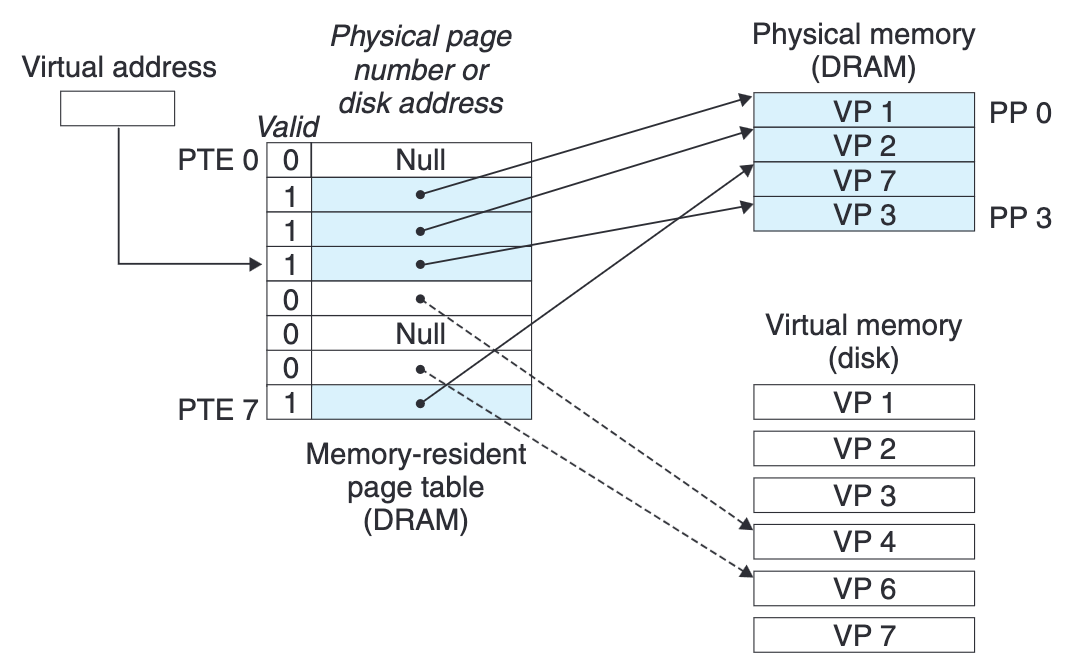 Virtual address
Physical page
number or
disk address
Valid
PTE 0 0 Null
1
1
1
0
0 Null
0
PTE 7 1
Memory-resident
page table
(DRAM)
Physical memory
(DRAM)
VP 1 PP 0
VP 2
VP 7
VP 3 PP 3
Virtual memory
(disk)
VP 1
VP 2
VP 3
VP 4
VP 6
VP 7